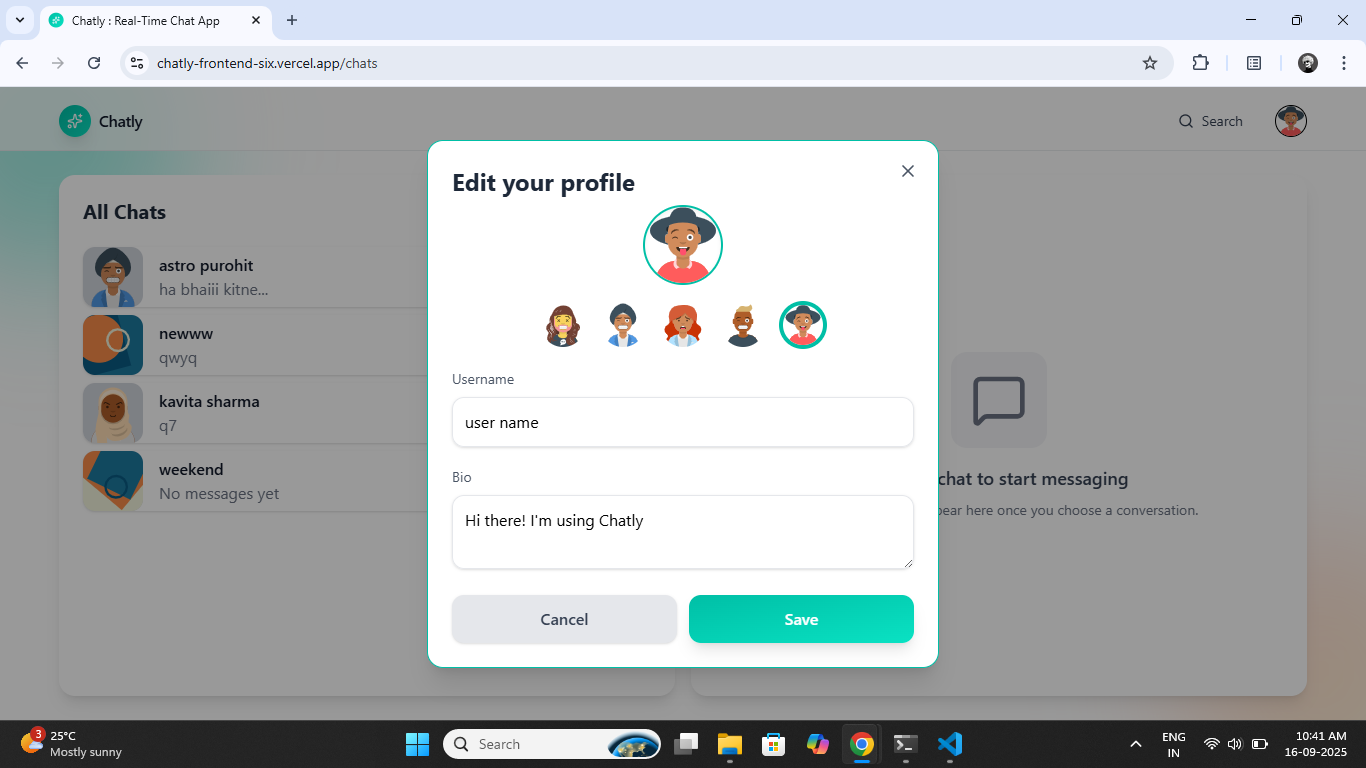 Chatly : Real-Time Chat App
chatly-frontend-six.vercel.app/chats
Chatly
Search
Edit your profile
All Chats
astro purohit
ha bhaiii kitne...
newww
qwyq
kavita sharma
q7
weekend
No messages yet
Username
user name
Bio
Hi there! I'm using Chatly
Cancel
Save
chat to start messaging
appear here once you choose a conversation.
3
25°C
Mostly sunny
Search
ENG
IN
10:41 AM
16-09-2025